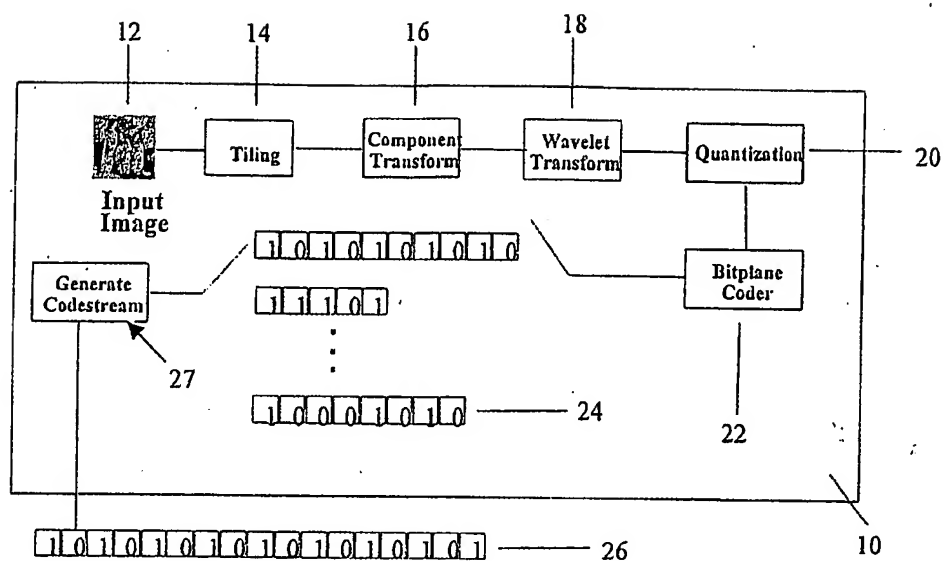 12 14 16 18
Tiling
Component
Transform
Wavelet
Transform
Quantization
20
Input
Image
1 0 1 0 1 0 1 0 1 0
Generate
Codestream
Bitplane
Coder
1 1 1 0 1
27
1 0 0 0 1 0 1 0
24
22
1 0 1 0 1 0 1 0 1 0 1 0 1 0 1 0 1
26
10